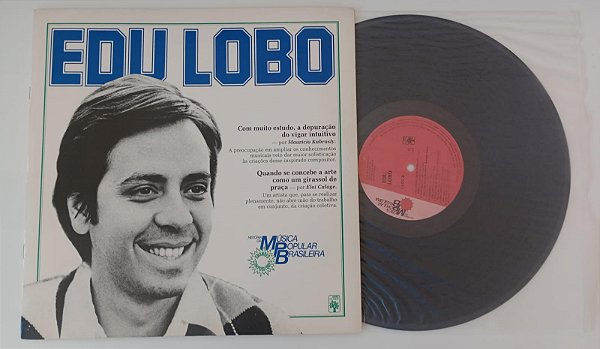 EDU LOBO
Com muito estudo, a depuração
do vigor intuitivo
— por Maurício Kubrusly.
A preocupação em ampliar os conhecimentos
musicais veio dar maior sofisticação
às criações desse inspirado compositor.
Quando se concebe a arte
como um girassol de
praça — por Elói Calage.
Um artista que, para se realizar
plenamente, não abre mão do trabalho
em conjunto, da criação coletiva.
HISTÓRIA DA
MÚSICA
POPULAR
BRASILEIRA
LOBO